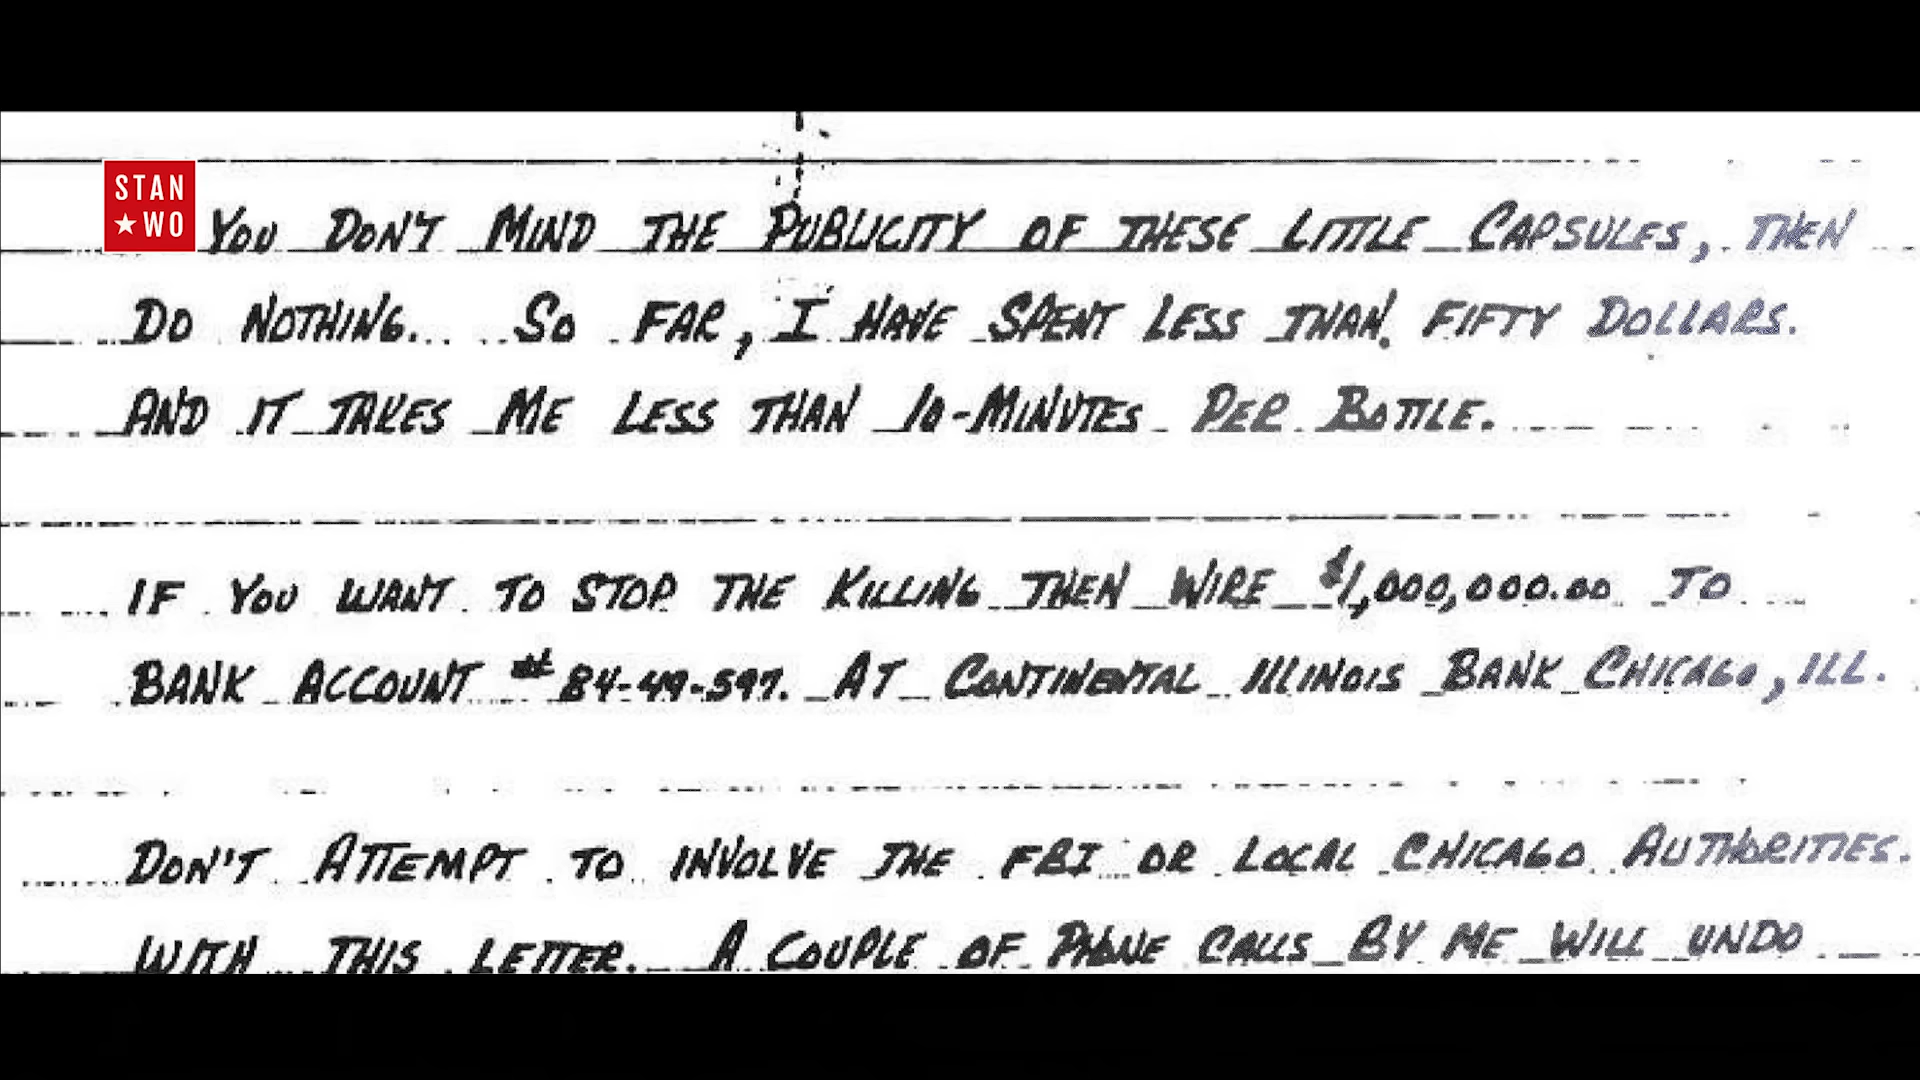 STAN
★WO
YOU DON'T MIND THE PUBLICITY OF THESE LITTLE CAPSULES, THEN
DO NOTHING. SO FAR, I HAVE SPENT LESS THAN FIFTY DOLLARS.
AND IT TAKES ME LESS THAN 10-MINUTES PER BOTTLE.
IF YOU WANT TO STOP THE KILLING THEN WIRE $1,000,000.00 TO
BANK ACCOUNT #84-49-597. AT CONTINENTAL ILLINOIS BANK CHICAGO, ILL.
DON'T ATTEMPT TO INVOLVE THE FBI OR LOCAL CHICAGO AUTHORITIES.
WITH THIS LETTER. A COUPLE OF PHONE CALLS BY ME WILL UNDO